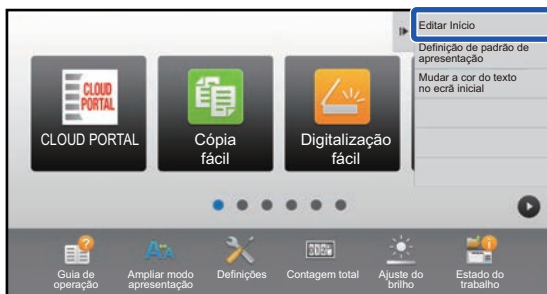 Editar Início
Definição de padrão de
apresentação
Mudar a cor do texto
no ecrã inicial
CLOUD
PORTAL
CLOUD PORTAL
Cópia
fácil
Digitalização
fácil
Guia de
operação
Ampliar modo
apresentação
Definições
Contagem total
Ajuste do
brilho
Estado do
trabalho